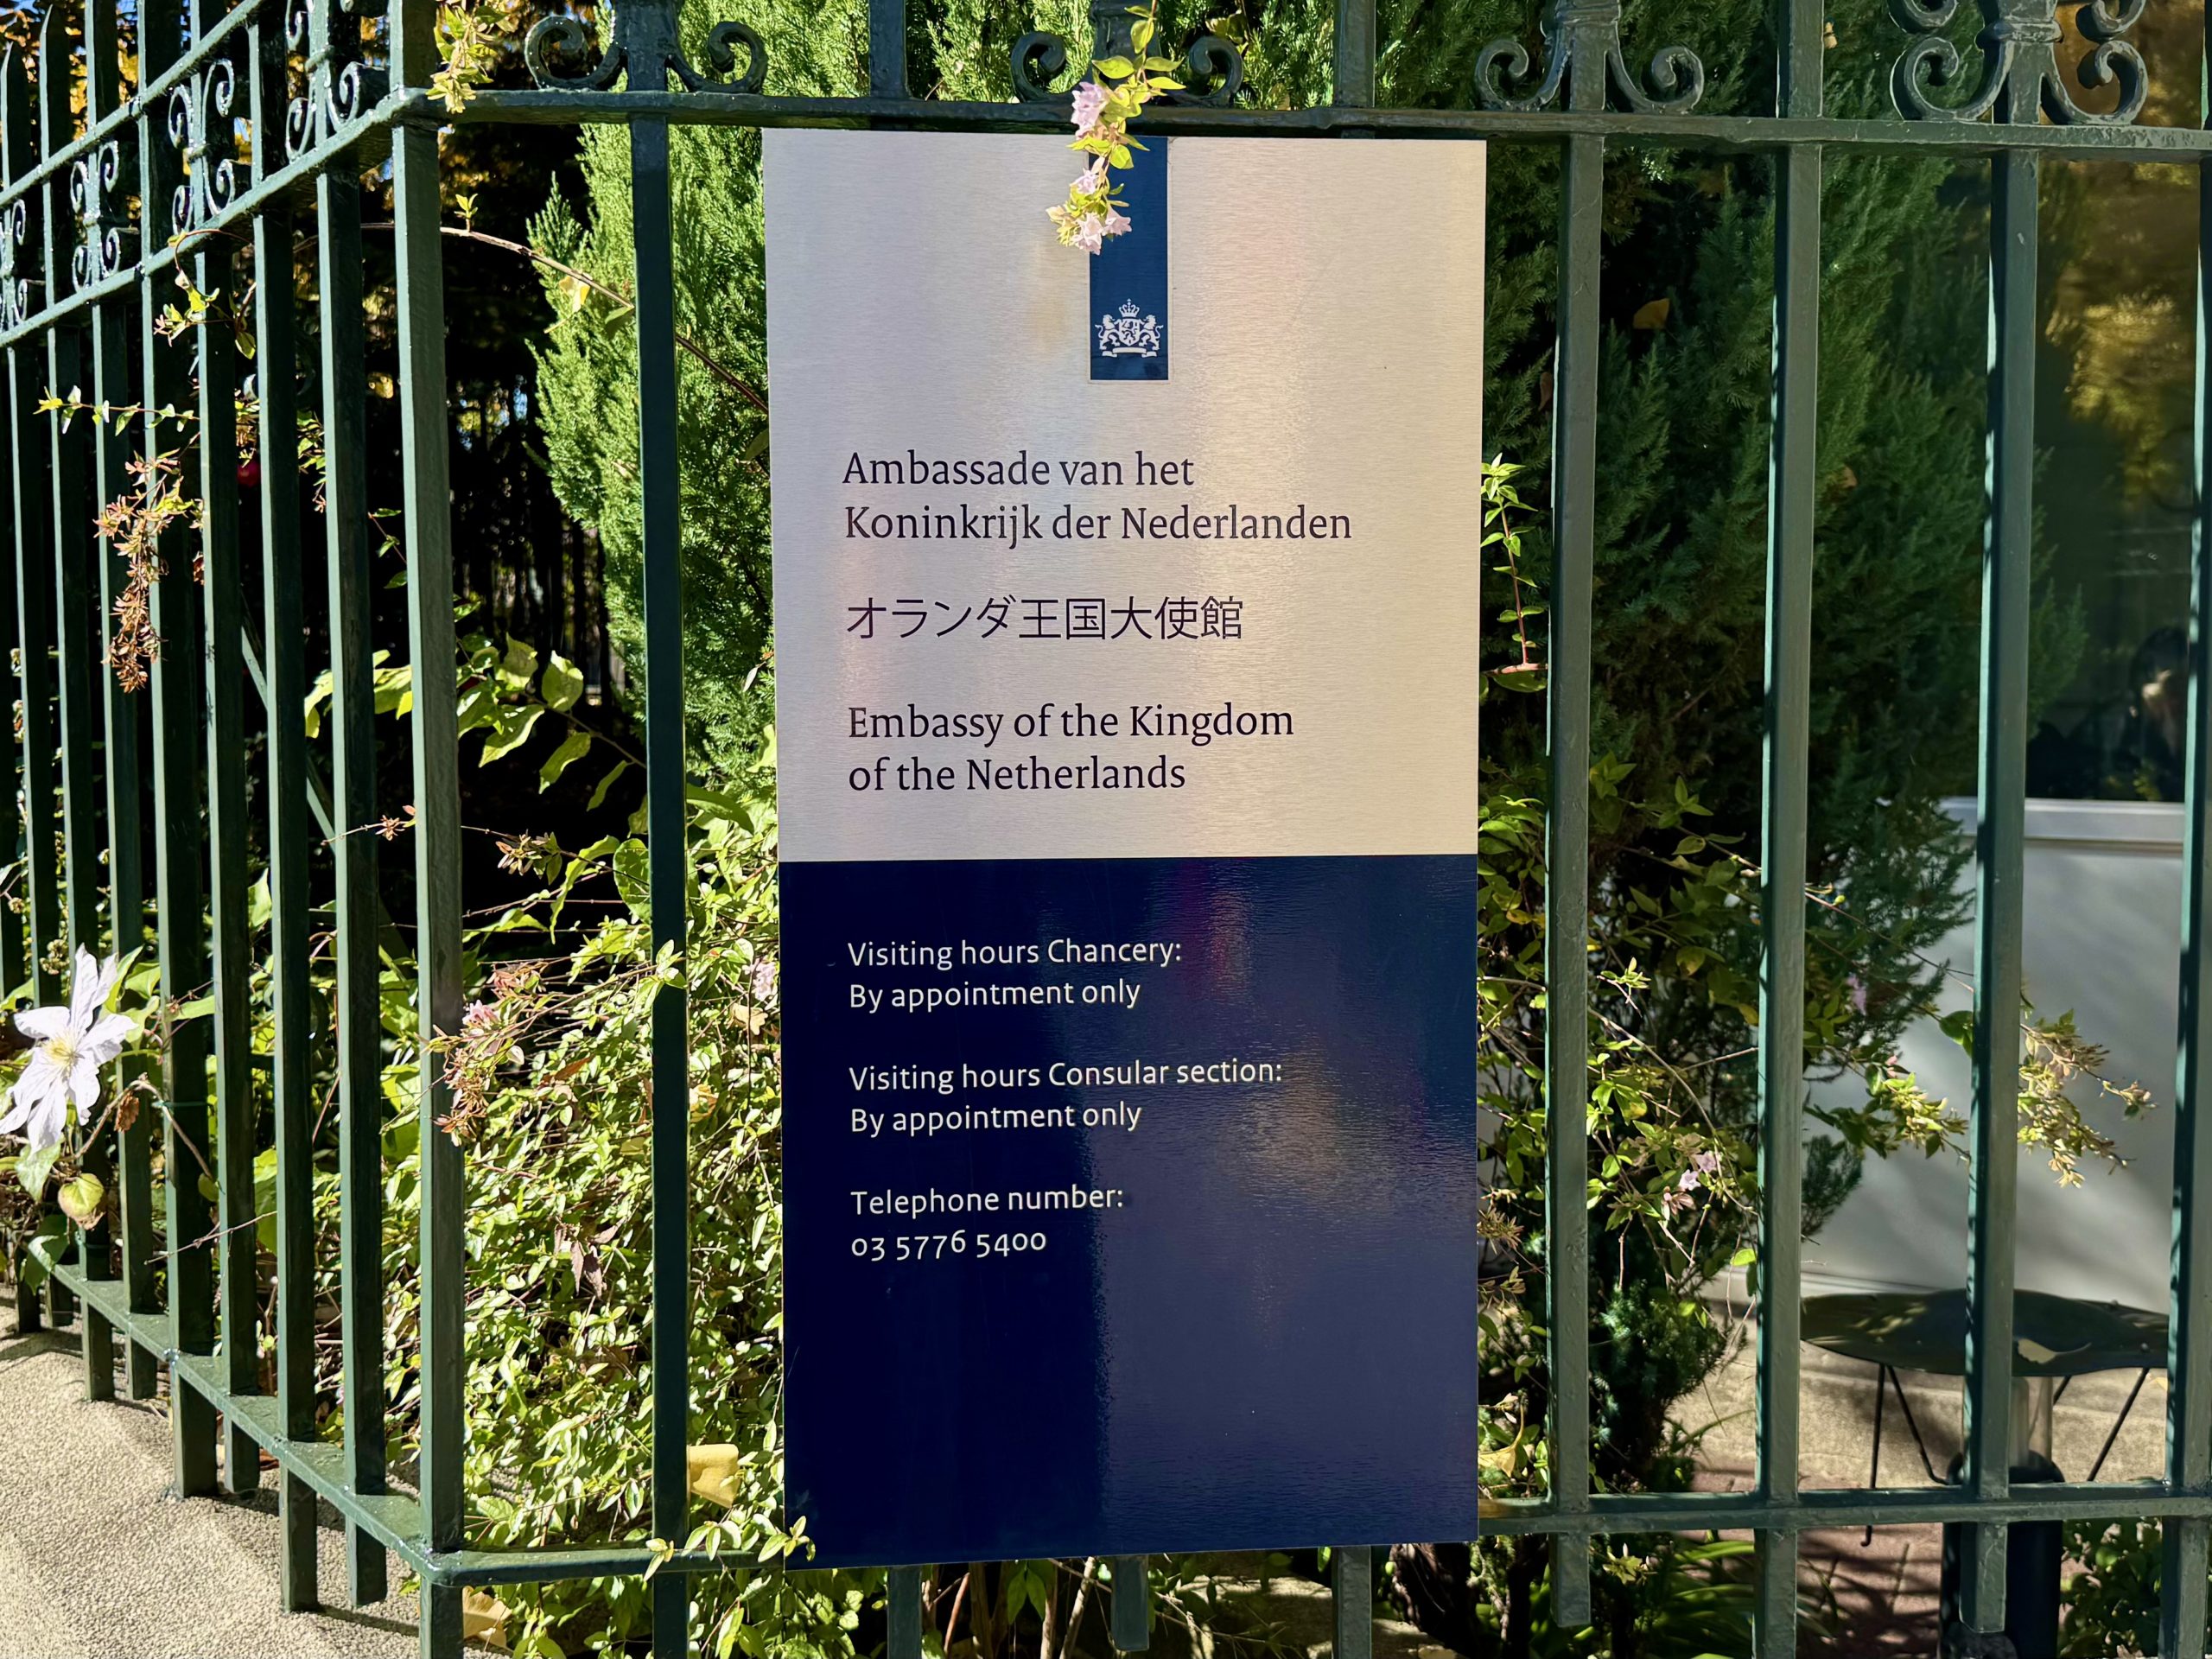 Ambassade van het
Koninkrijk der Nederlanden
オランダ王国大使館
Embassy of the Kingdom
of the Netherlands
Visiting hours Chancery:
By appointment only
Visiting hours Consular section:
By appointment only
Telephone number:
03 5776 5400